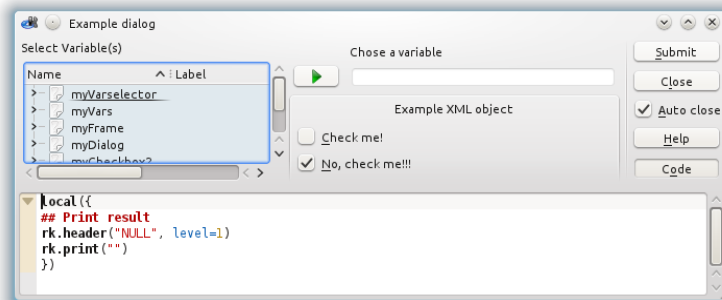 Example dialog
Select Variable(s)
Name Label
myVarselector
myVars
myFrame
myDialog
myCheckbox2
Chose a variable
Example XML object
Check me!
No, check me!!!
Submit
Close
Auto close
Help
Code
local({
## Print result
rk.header("NULL", level=1)
rk.print("")
})